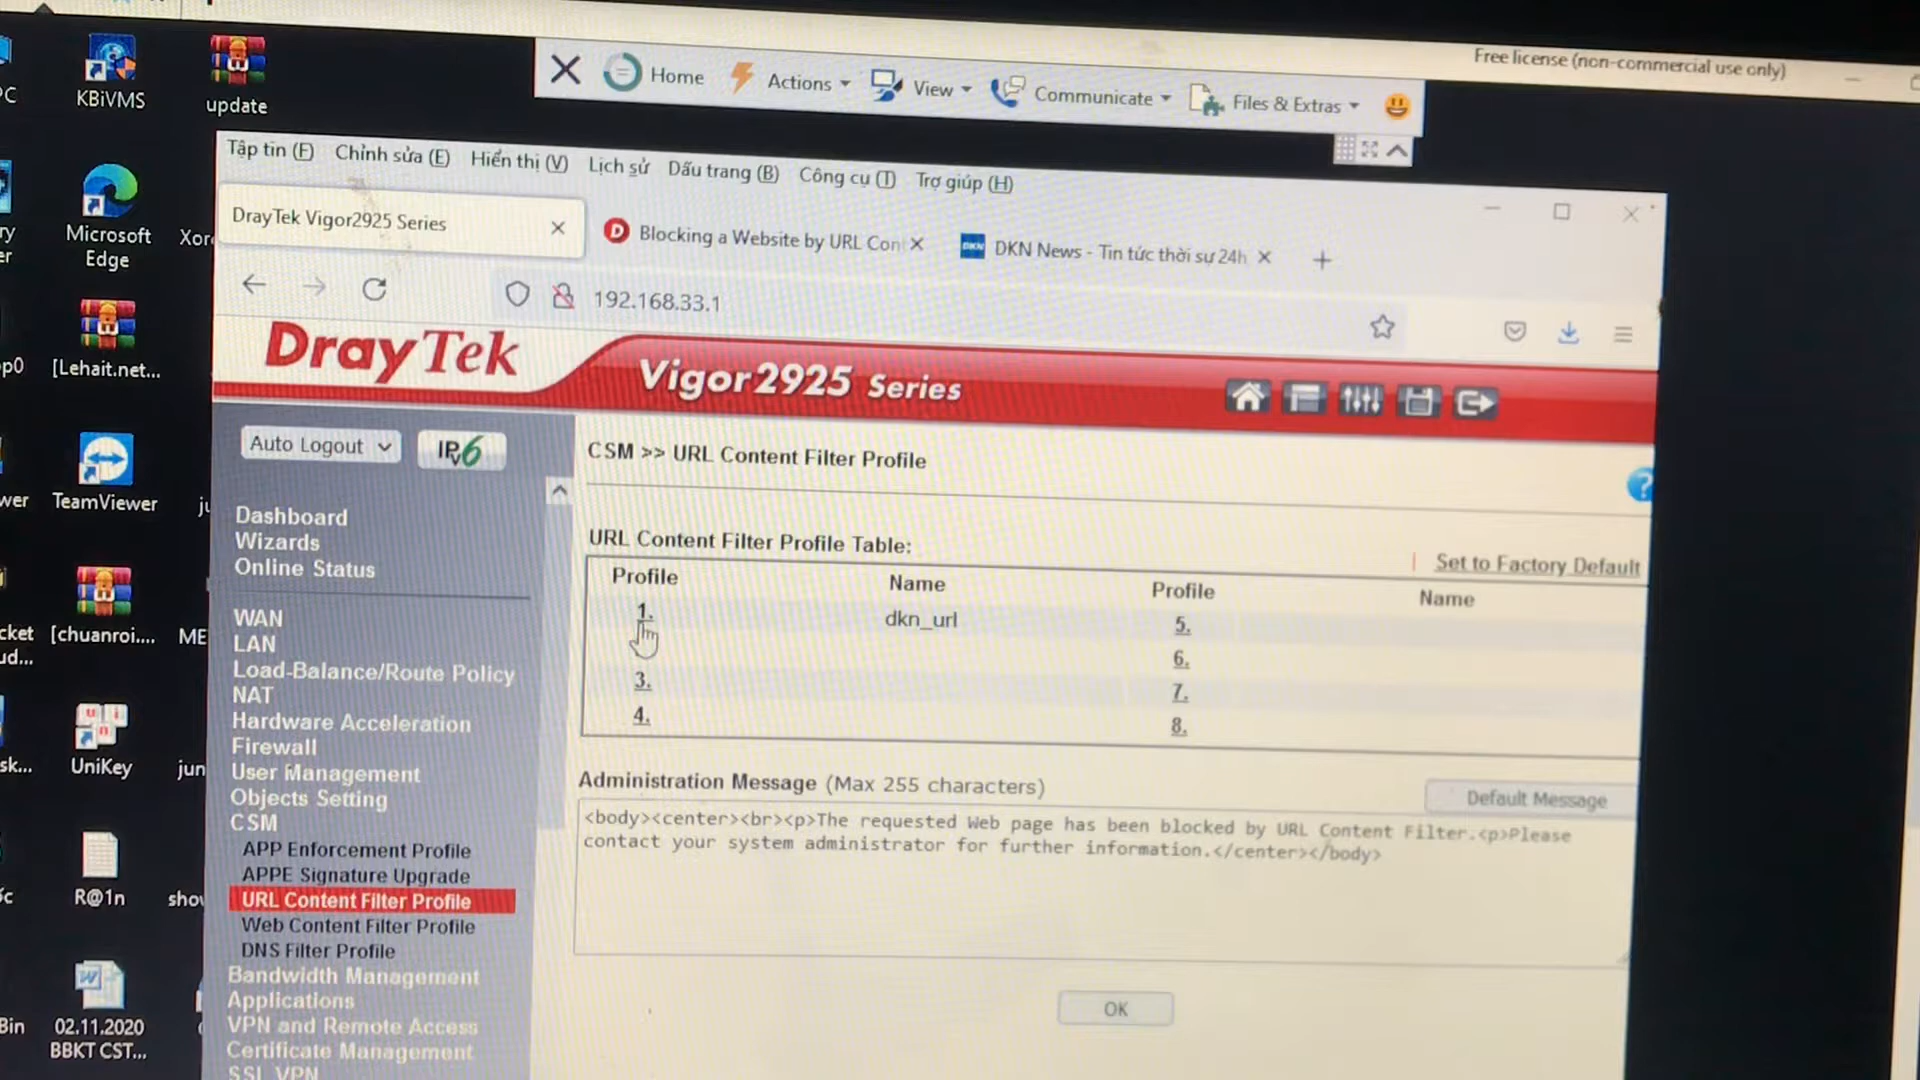 Free license (non-commercial use only)
Home Actions View Communicate Files & Extras
KBiVMS
update
Tập tin (F) Chỉnh sửa (E) Hiển thị (V) Lịch sử Dấu trang (B) Công cụ (T) Trợ giúp (H)
DrayTek Vigor2925 Series
Blocking a Website by URL Con
DKN News - Tin tức thời sự 24h
Microsoft
Edge
192.168.33.1
DrayTek
Vigor2925 Series
[Lehait.net...
Auto Logout
IPv6
CSM >> URL Content Filter Profile
TeamViewer
Dashboard
Wizards
Online Status
URL Content Filter Profile Table:
Set to Factory Default
Profile Name Profile Name
1. dkn_url 5.
6.
3. 7.
4. 8.
WAN
LAN
Load-Balance/Route Policy
NAT
Hardware Acceleration
Firewall
User Management
Objects Setting
CSM
APP Enforcement Profile
APPE Signature Upgrade
URL Content Filter Profile
Web Content Filter Profile
DNS Filter Profile
Bandwidth Management
Applications
VPN and Remote Access
Certificate Management
SSL VPN
[chuanroi....
UniKey
R@1n
02.11.2020
BBKT CST...
Administration Message (Max 255 characters)
Default Message
<body><center><br><p>The requested Web page has been blocked by URL Content Filter.<p>Please
contact your system administrator for further information.</center></body>
OK